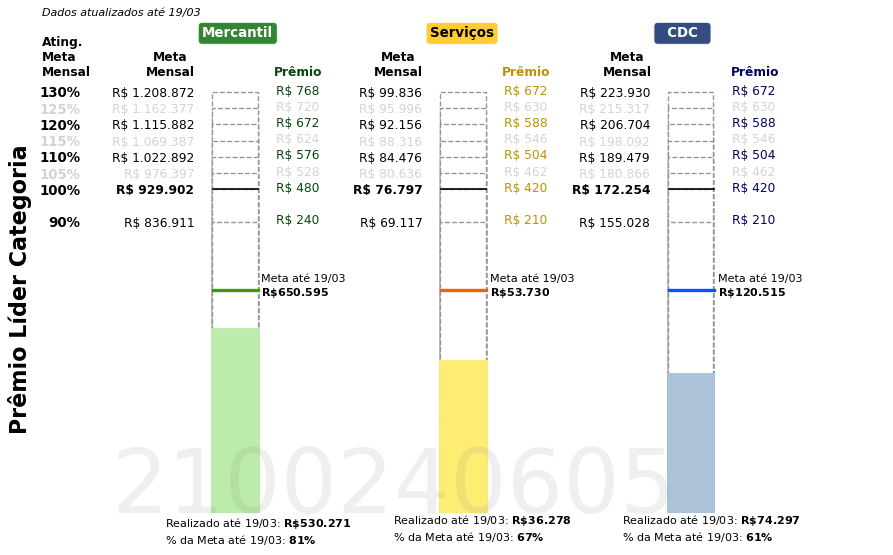 Dados atualizados até 19/03
Mercantil Serviços CDC
Ating. Meta Mensal Meta Mensal Prêmio Meta Mensal Prêmio Meta Mensal Prêmio
130% R$ 1.208.872 R$ 768 R$ 99.836 R$ 672 R$ 223.930 R$ 672
125% R$ 1.162.377 R$ 720 R$ 95.996 R$ 630 R$ 215.317 R$ 630
120% R$ 1.115.882 R$ 672 R$ 92.156 R$ 588 R$ 206.704 R$ 588
115% R$ 1.069.387 R$ 624 R$ 88.316 R$ 546 R$ 198.092 R$ 546
110% R$ 1.022.892 R$ 576 R$ 84.476 R$ 504 R$ 189.479 R$ 504
105% R$ 976.397 R$ 528 R$ 80.636 R$ 462 R$ 180.866 R$ 462
100% R$ 929.902 R$ 480 R$ 76.797 R$ 420 R$ 172.254 R$ 420
90% R$ 836.911 R$ 240 R$ 69.117 R$ 210 R$ 155.028 R$ 210
Meta até 19/03 Meta até 19/03 Meta até 19/03
R$650.595 R$53.730 R$120.515
Prêmio Líder Categoria
2100240605
Realizado até 19/03: R$530.271 Realizado até 19/03: R$36.278 Realizado até 19/03: R$74.297
% da Meta até 19/03: 81% % da Meta até 19/03: 67% % da Meta até 19/03: 61%